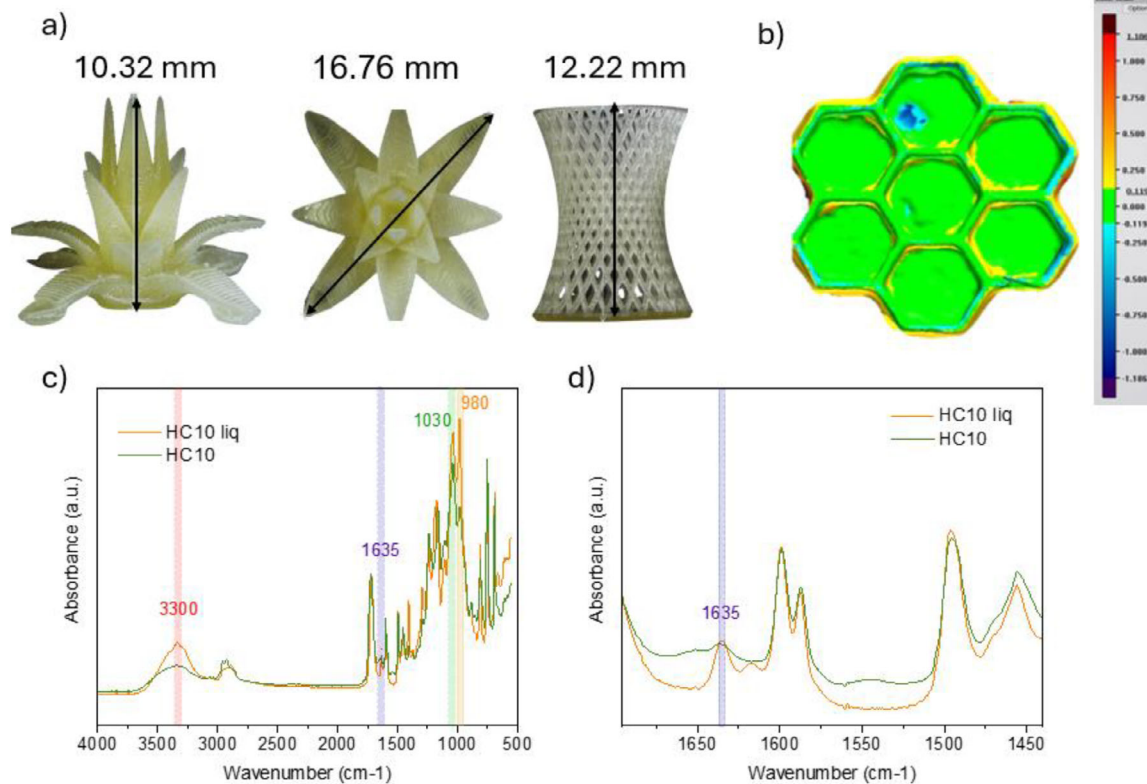 a)
10.32 mm
16.76 mm
12.22 mm
b)
1.000
0.750
0.500
0.250
0.000
-0.250
-0.500
-0.750
-1.000
c)
HC10 liq
HC10
3300
1635
1030
980
Absorbance (a.u.)
4000 3500 3000 2500 2000 1500 1000 500
Wavenumber (cm-1)
d)
HC10 liq
HC10
1635
Absorbance (a.u.)
1650 1600 1550 1500 1450
Wavenumber (cm-1)